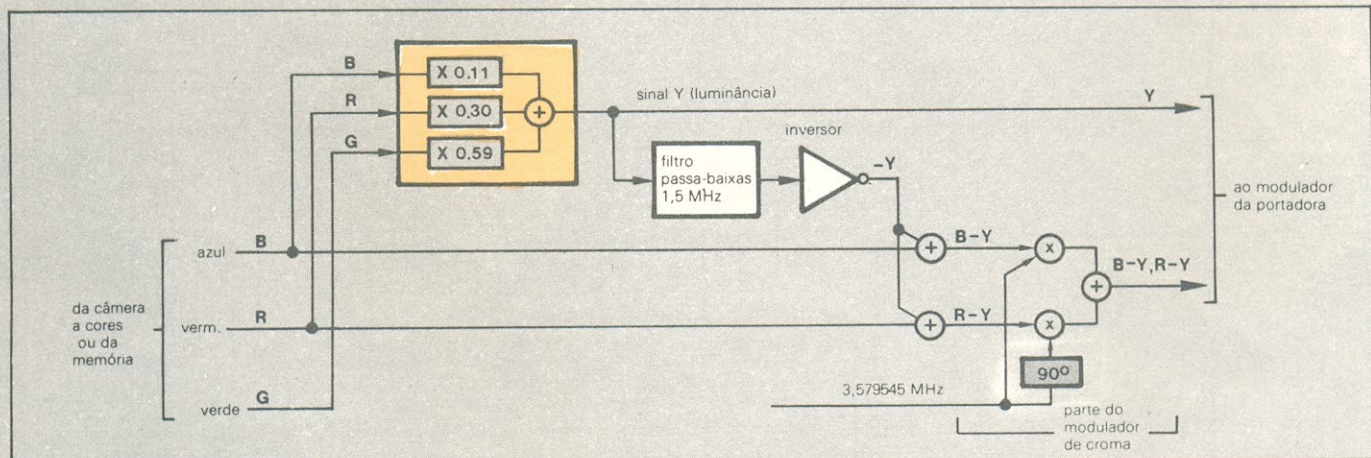 B
X 0.11
R
X 0,30
G
X 0.59
+
sinal Y (luminância)
Y
inversor
filtro
passa-baixas
1,5 MHz
-Y
ao modulador
da portadora
azul
B
+
B-Y
x
B-Y,R-Y
+
da câmera
a cores
ou da
memória
verm.
R
+
R-Y
x
90º
3,579545 MHz
verde
G
parte do
modulador
de croma